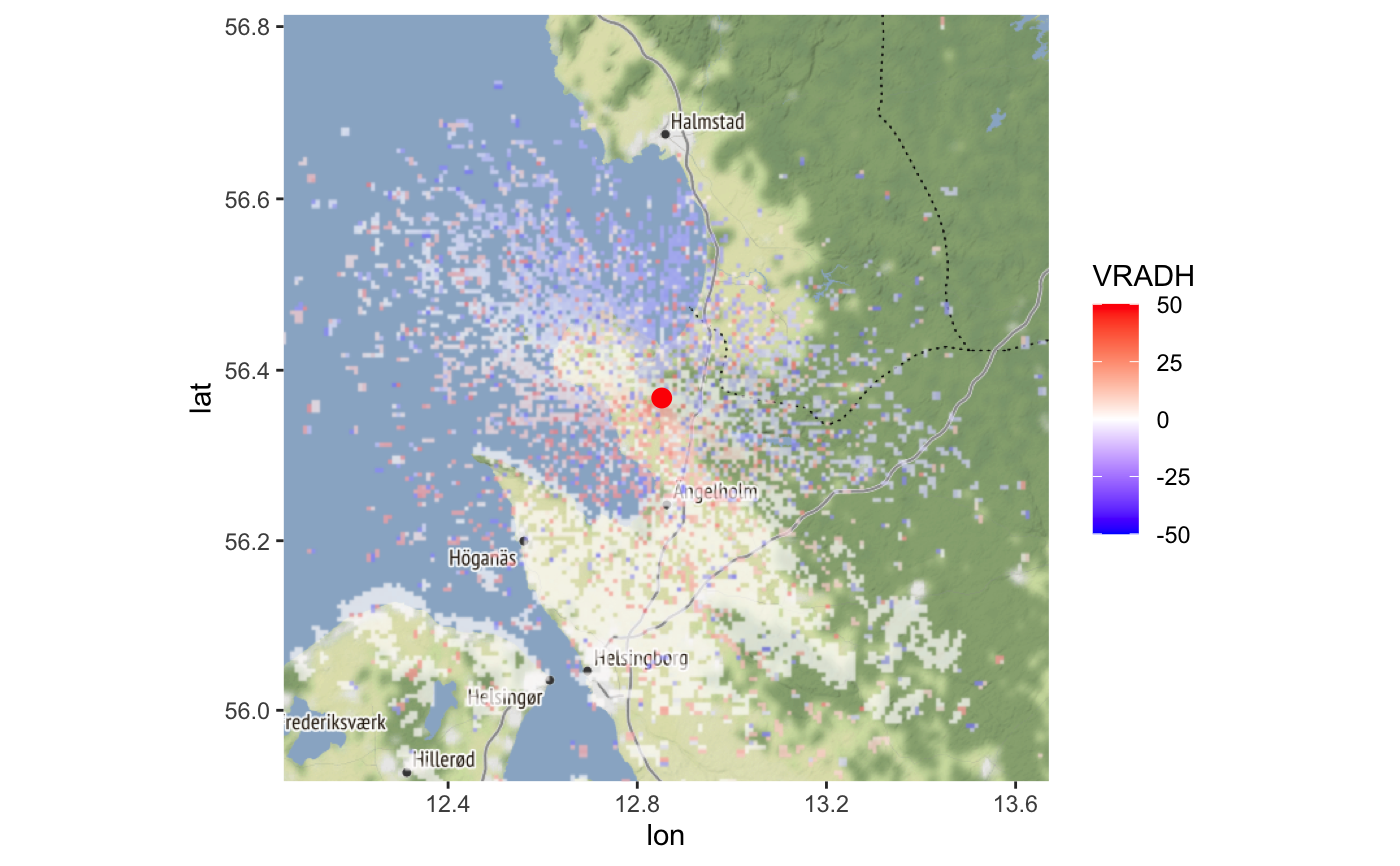 56.8
56.6
56.4
56.2
56.0
lat
Halmstad
Ängelholm
Höganäs
Helsingborg
Helsingør
rederiksværk
Hillerød
12.4
12.8
13.2
13.6
lon
VRADH
50
25
0
-25
-50